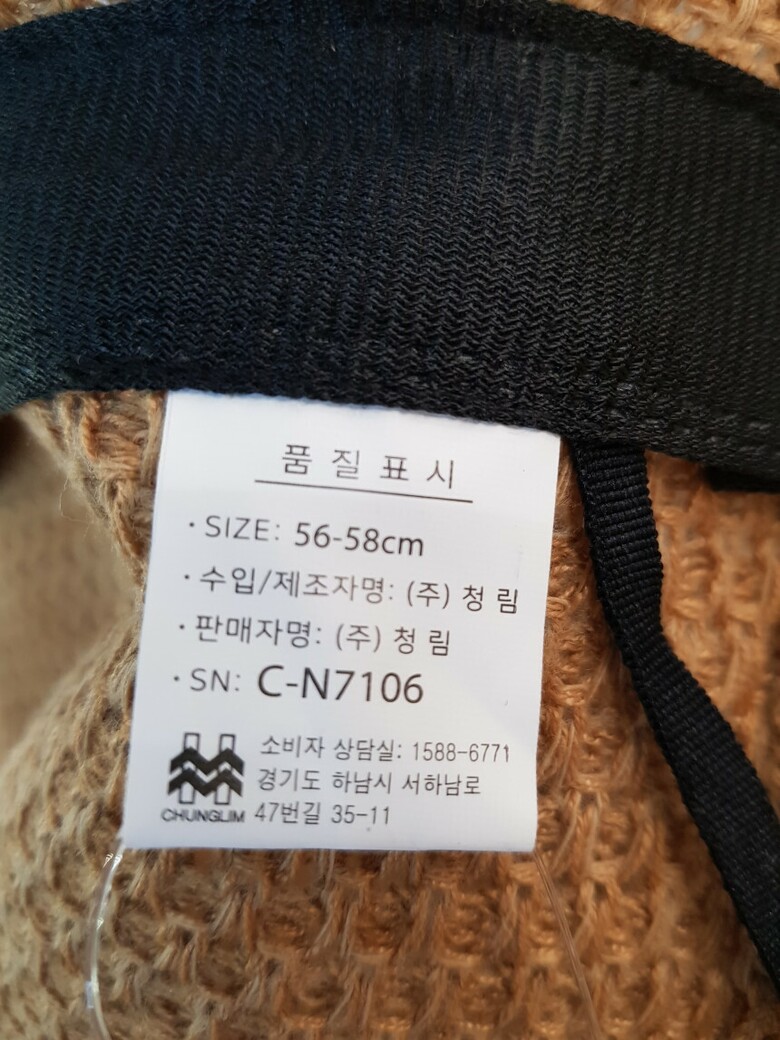 품질표시
· SIZE: 56-58cm
· 수입/제조자명: (주) 청림
· 판매자명: (주) 청림
· SN: C-N7106
소비자 상담실: 1588-6771
경기도 하남시 서하남로
47번길 35-11
CHUNGLIM